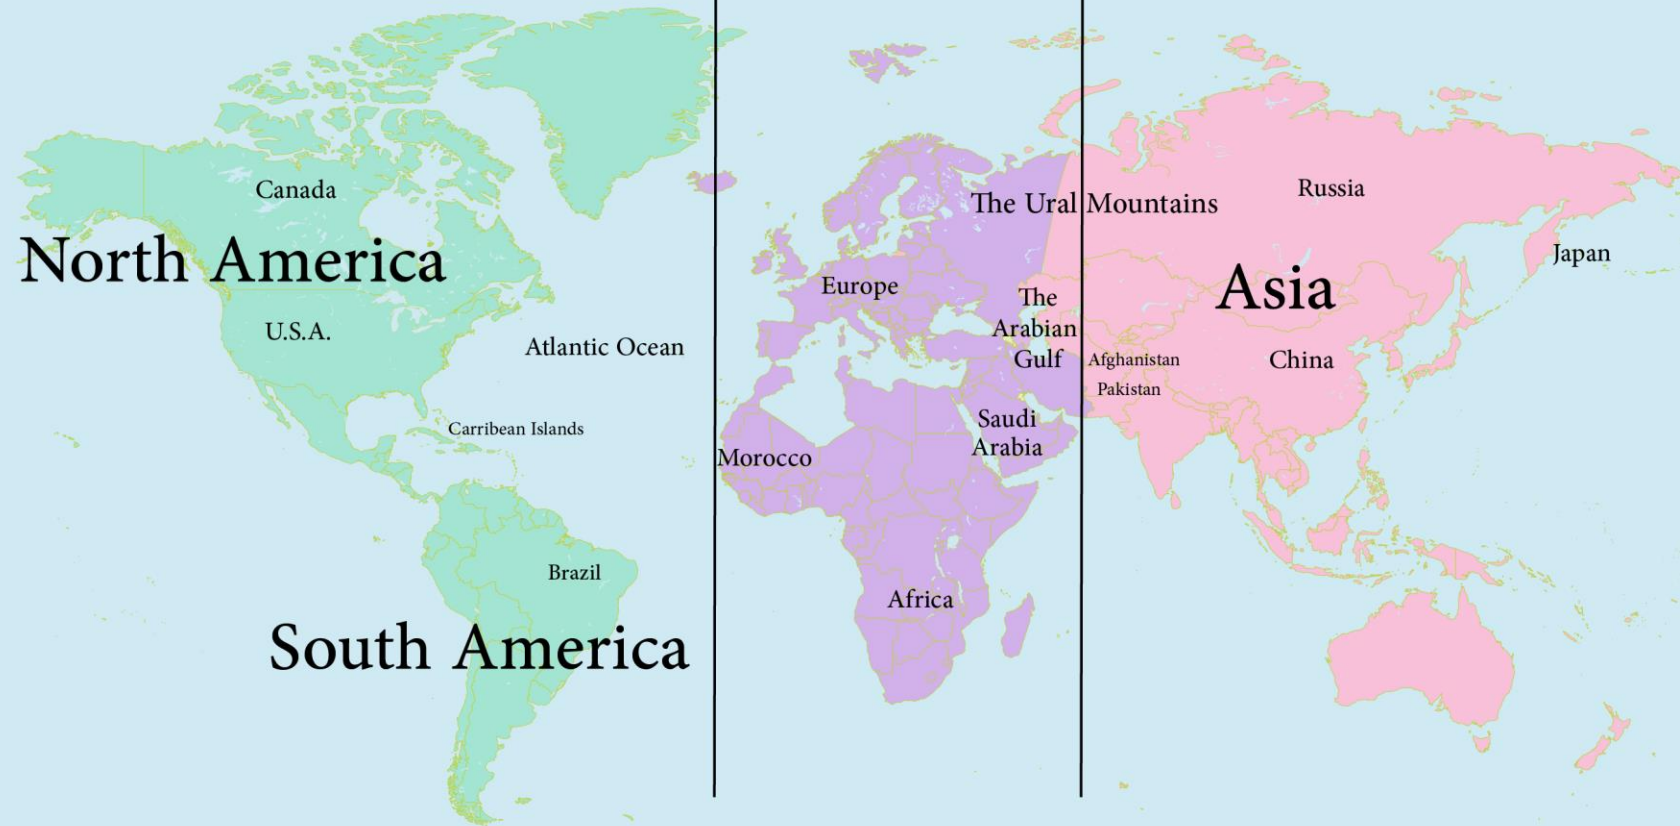 Canada
North America
U.S.A.
Atlantic Ocean
Carribean Islands
Brazil
South America
The Ural Mountains
Europe
The
Arabian
Gulf
Saudi
Arabia
Morocco
Africa
Russia
Japan
Asia
Afghanistan
China
Pakistan